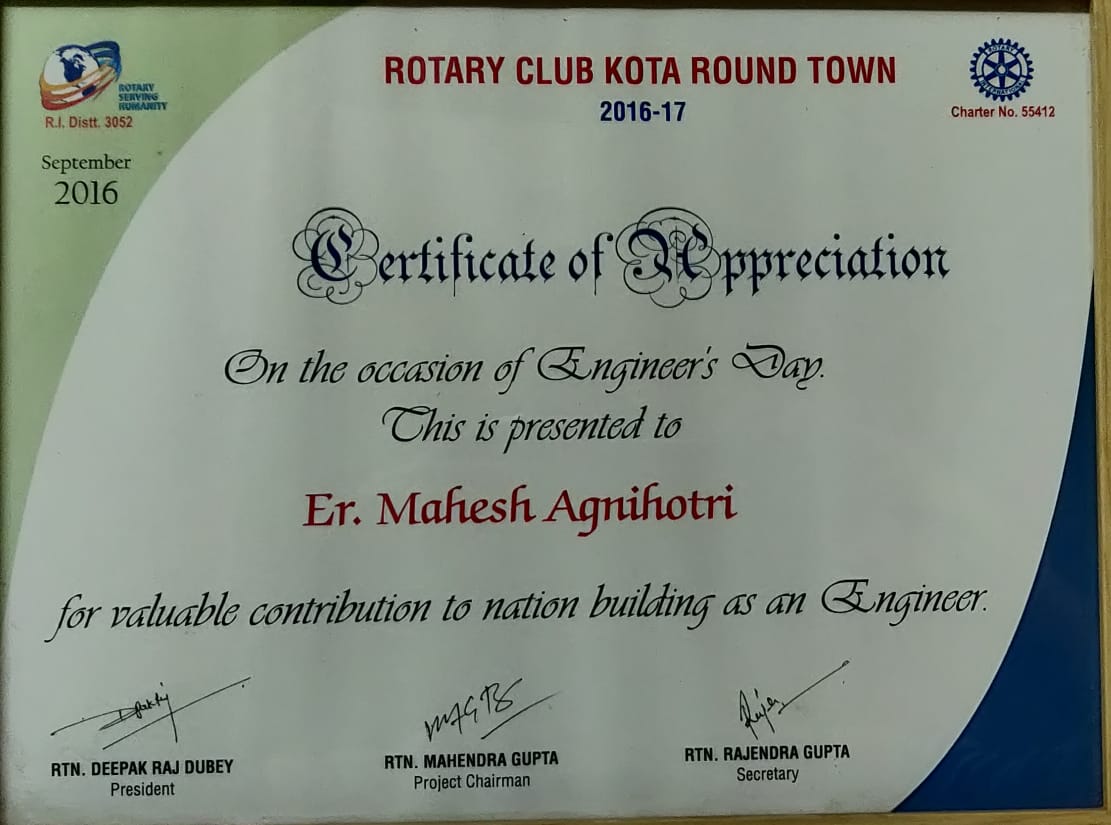 ROTARY CLUB KOTA ROUND TOWN
2016-17
ROTARY
SERVING
HUMANITY
R.I. Distt. 3052
ROTARY
INTERNATIONAL
Charter No. 55412
September
2016
Certificate of Appreciation
On the occasion of Engineer's Day.
This is presented to
Er. Mahesh Agnihotri
for valuable contribution to nation building as an Engineer.
RTN. DEEPAK RAJ DUBEY
President
RTN. MAHENDRA GUPTA
Project Chairman
RTN. RAJENDRA GUPTA
Secretary